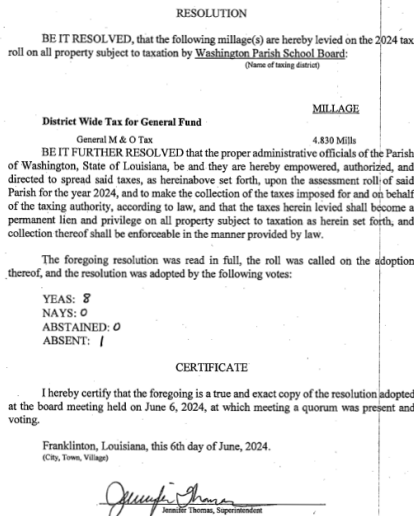 RESOLUTION
BE IT RESOLVED, that the following millage(s) are hereby levied on the 2024 tax
roll on all property subject to taxation by Washington Parish School Board:
(Name of taxing district)
MILLAGE
District Wide Tax for General Fund
General M & O Tax 4.830 Mills
BE IT FURTHER RESOLVED that the proper administrative officials of the Parish
of Washington, State of Louisiana, be and they are hereby empowered, authorized, and
directed to spread said taxes, as hereinabove set forth, upon the assessment roll of said
Parish for the year 2024, and to make the collection of the taxes imposed for and on behalf
of the taxing authority, according to law, and that the taxes herein levied shall become a
permanent lien and privilege on all property subject to taxation as herein set forth, and
collection thereof shall be enforceable in the manner provided by law.
The foregoing resolution was read in full, the roll was called on the adoption
thereof, and the resolution was adopted by the following votes:
YEAS: 8
NAYS: 0
ABSTAINED: 0
ABSENT: 1
CERTIFICATE
I hereby certify that the foregoing is a true and exact copy of the resolution adopted
at the board meeting held on June 6, 2024, at which meeting a quorum was present and
voting.
Franklinton, Louisiana, this 6th day of June, 2024.
(City, Town, Village)
Jennifer Thomas
Jennifer Thomas, Superintendent